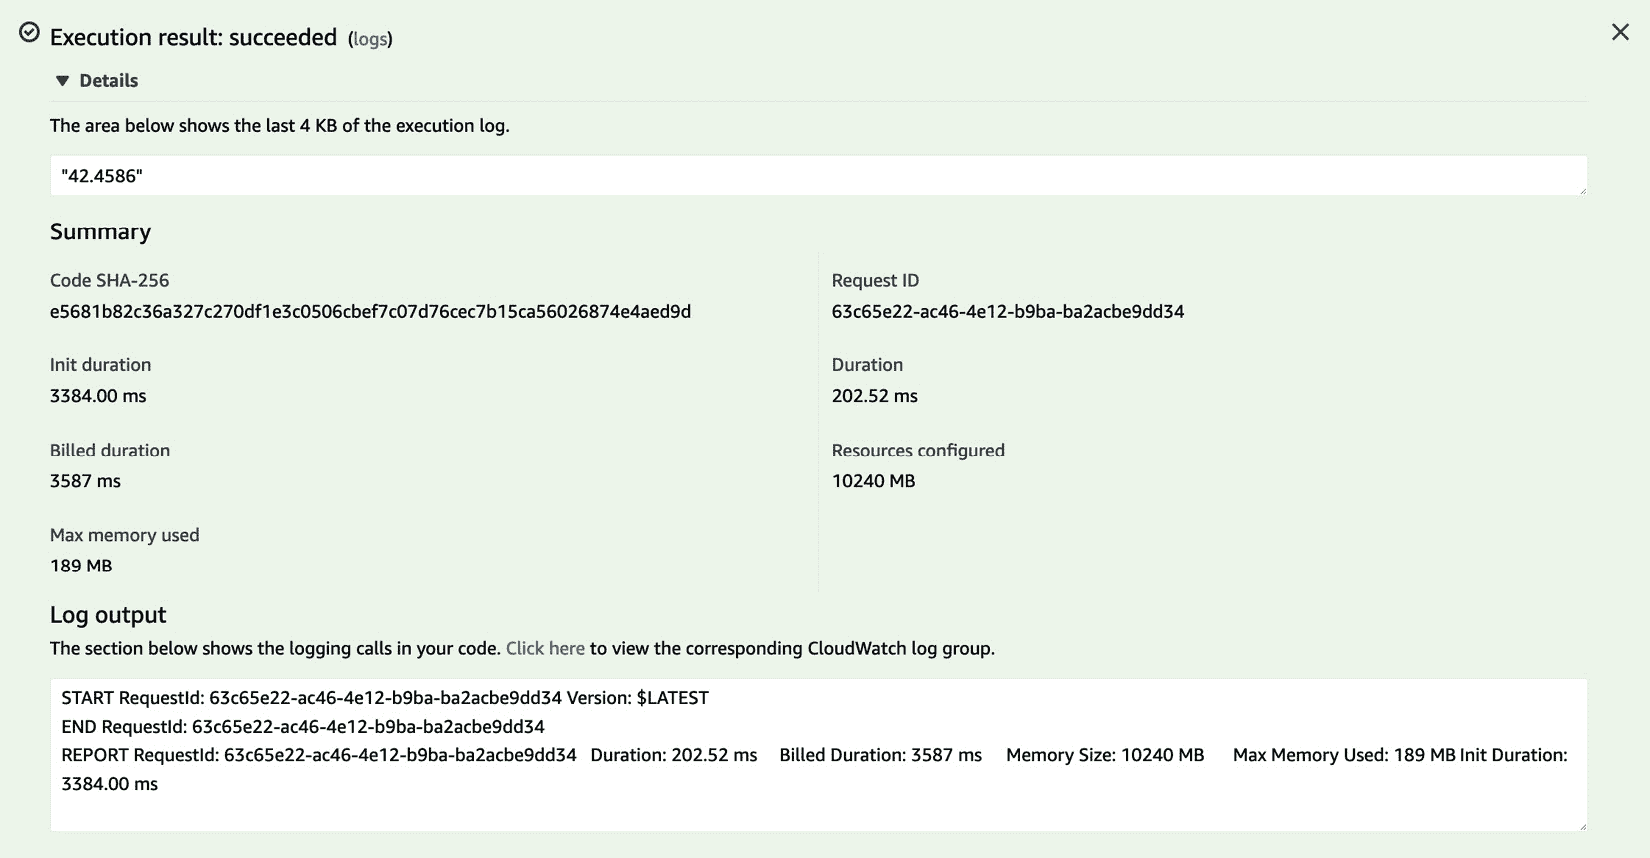 Execution result: succeeded (logs)
Details
The area below shows the last 4 KB of the execution log.
"42.4586"
Summary
Code SHA-256
e5681b82c36a327c270df1e3c0506cbef7c07d76cec7b15ca56026874e4aed9d
Request ID
63c65e22-ac46-4e12-b9ba-ba2acbe9dd34
Init duration
3384.00 ms
Duration
202.52 ms
Billed duration
3587 ms
Resources configured
10240 MB
Max memory used
189 MB
Log output
The section below shows the logging calls in your code. Click here to view the corresponding CloudWatch log group.
START RequestId: 63c65e22-ac46-4e12-b9ba-ba2acbe9dd34 Version: $LATEST
END RequestId: 63c65e22-ac46-4e12-b9ba-ba2acbe9dd34
REPORT RequestId: 63c65e22-ac46-4e12-b9ba-ba2acbe9dd34 Duration: 202.52 ms Billed Duration: 3587 ms Memory Size: 10240 MB Max Memory Used: 189 MB Init Duration:
3384.00 ms